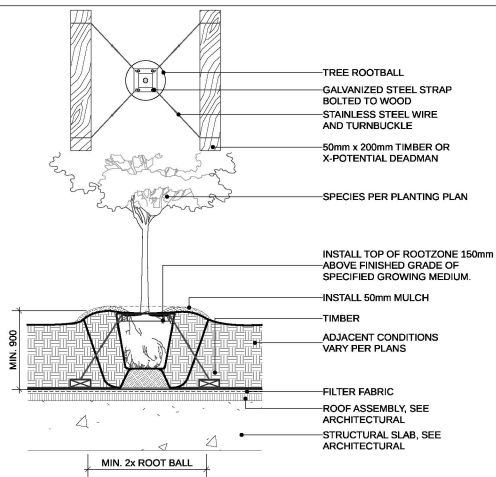 TREE ROOTBALL
GALVANIZED STEEL STRAP
BOLTED TO WOOD
STAINLESS STEEL WIRE
AND TURNBUCKLE
50mm x 200mm TIMBER OR
X-POTENTIAL DEADMAN
SPECIES PER PLANTING PLAN
INSTALL TOP OF ROOTZONE 150mm
ABOVE FINISHED GRADE OF
SPECIFIED GROWING MEDIUM.
INSTALL 50mm MULCH
TIMBER
ADJACENT CONDITIONS
VARY PER PLANS
MIN. 900
FILTER FABRIC
ROOF ASSEMBLY, SEE
ARCHITECTURAL
STRUCTURAL SLAB, SEE
ARCHITECTURAL
MIN. 2x ROOT BALL